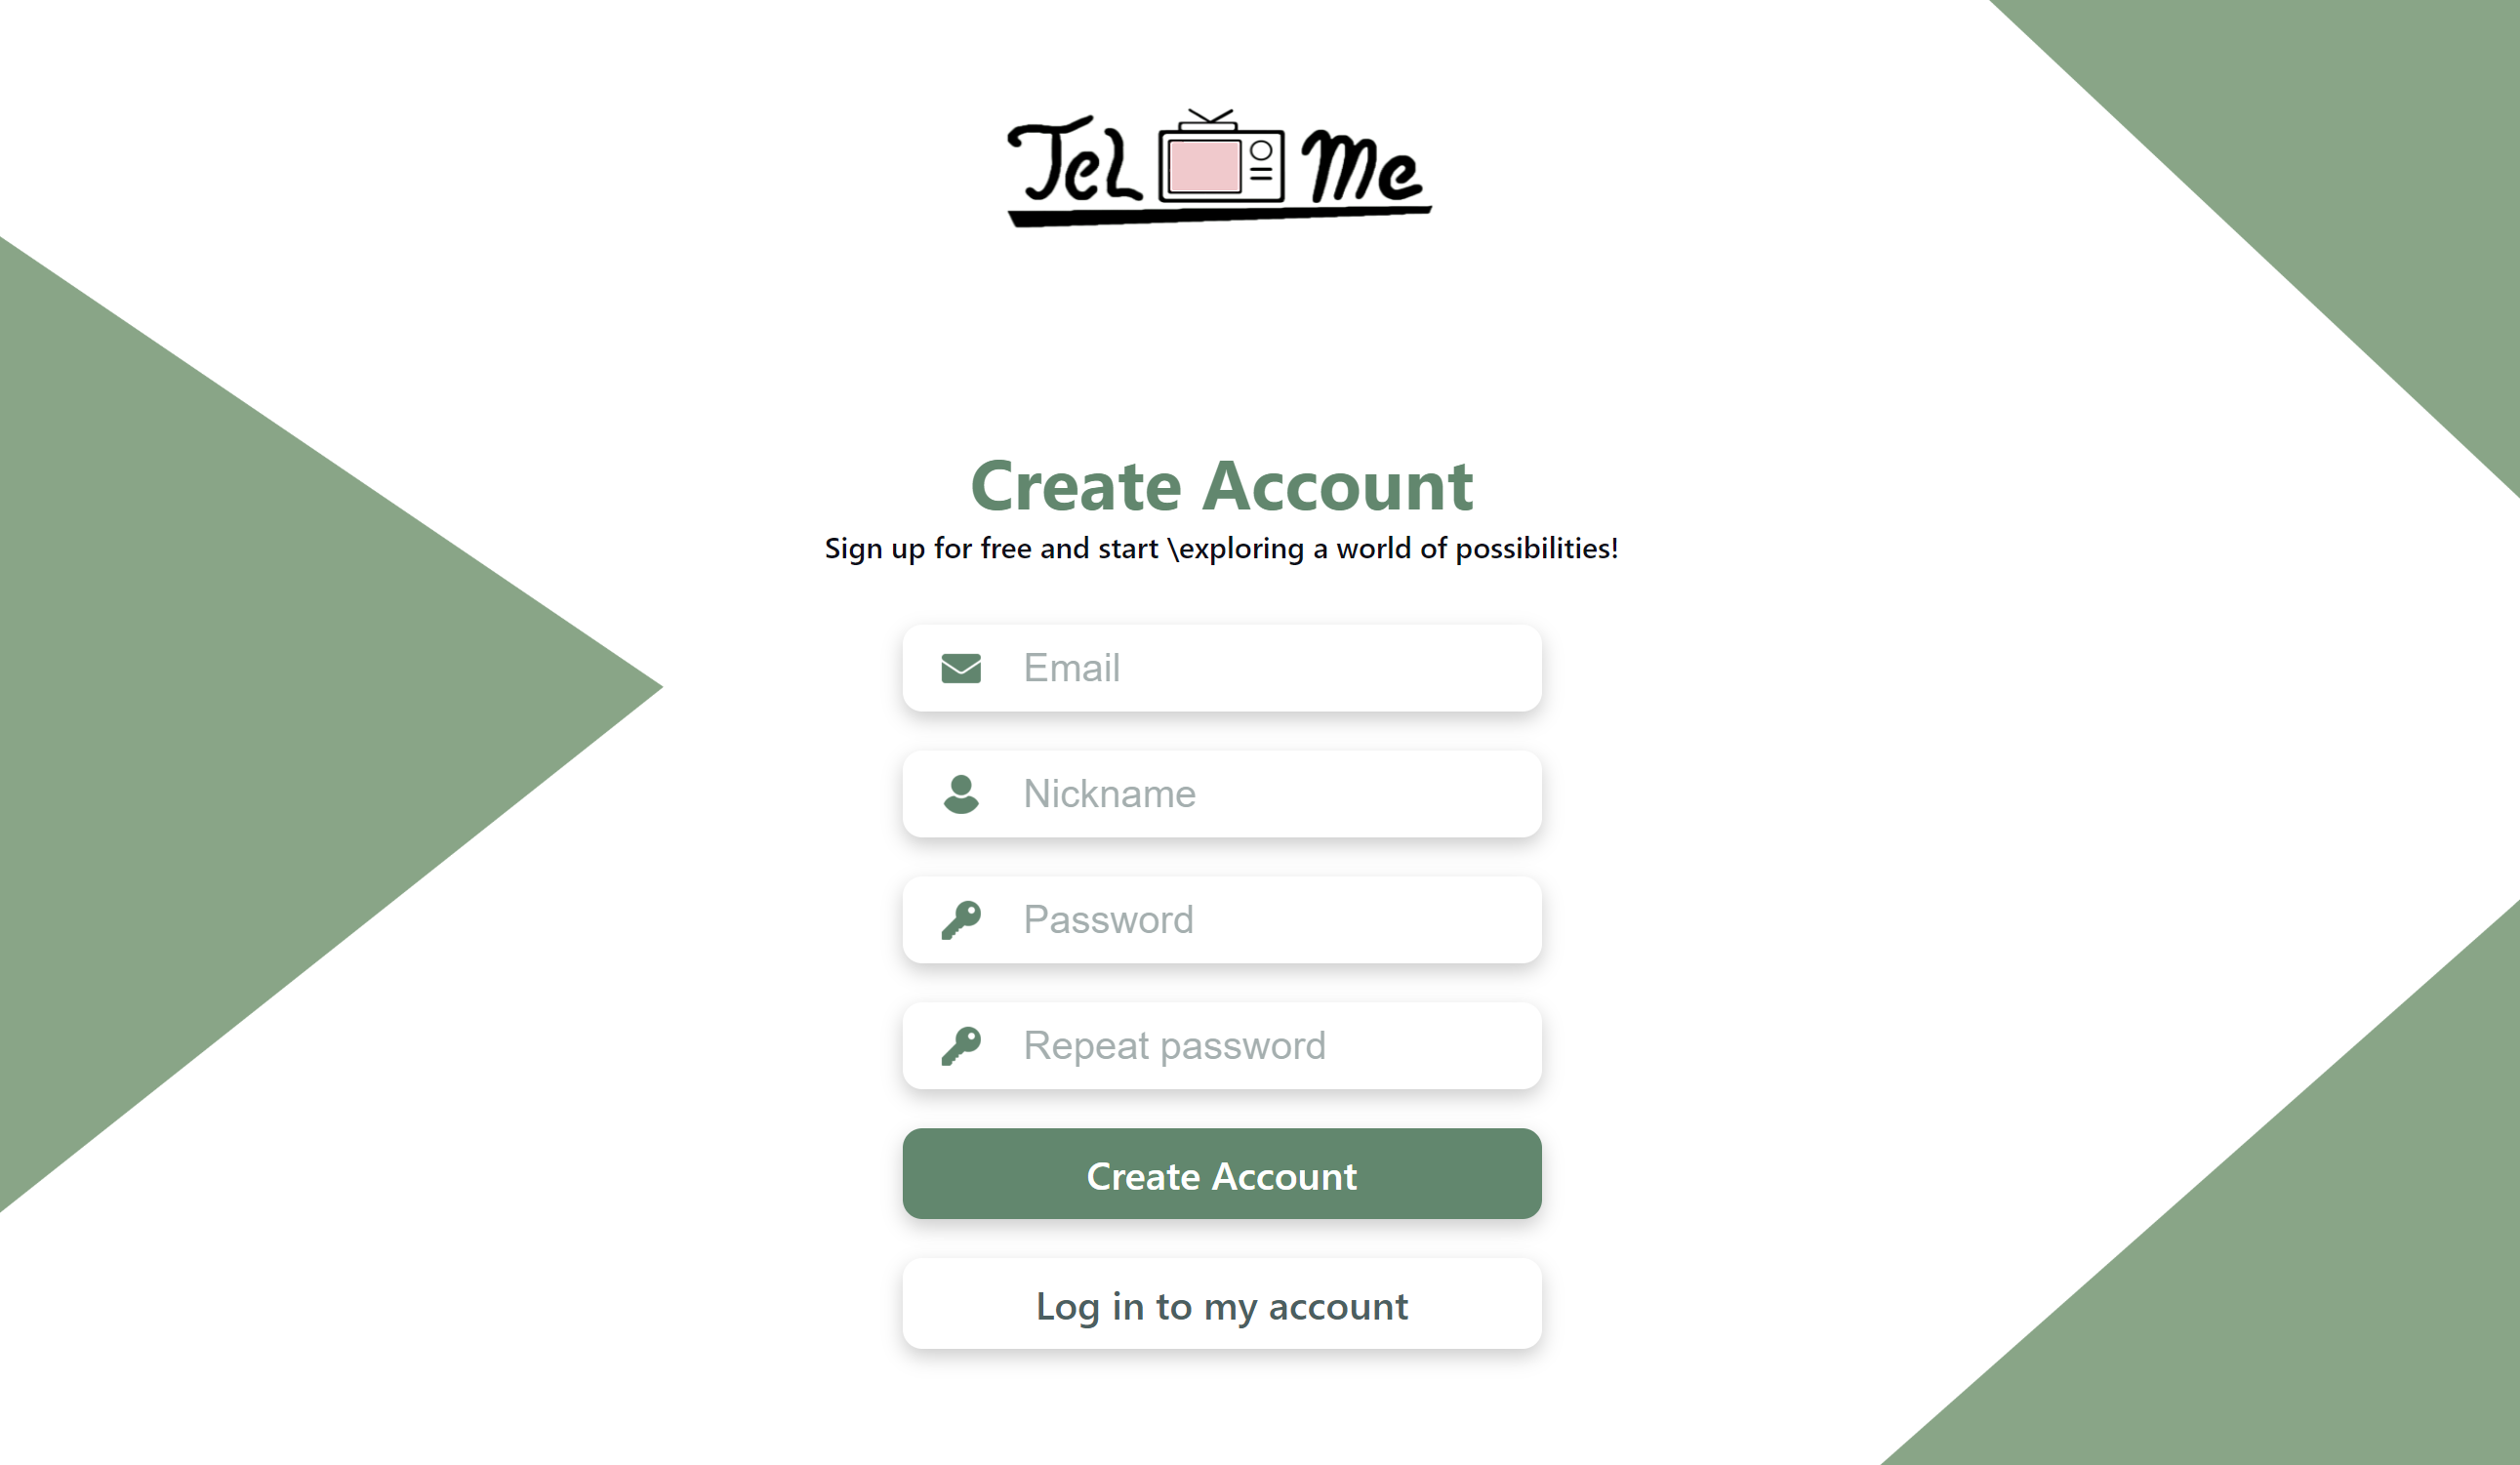 Tel Me
Create Account
Sign up for free and start \exploring a world of possibilities!
Email
Nickname
Password
Repeat password
Create Account
Log in to my account